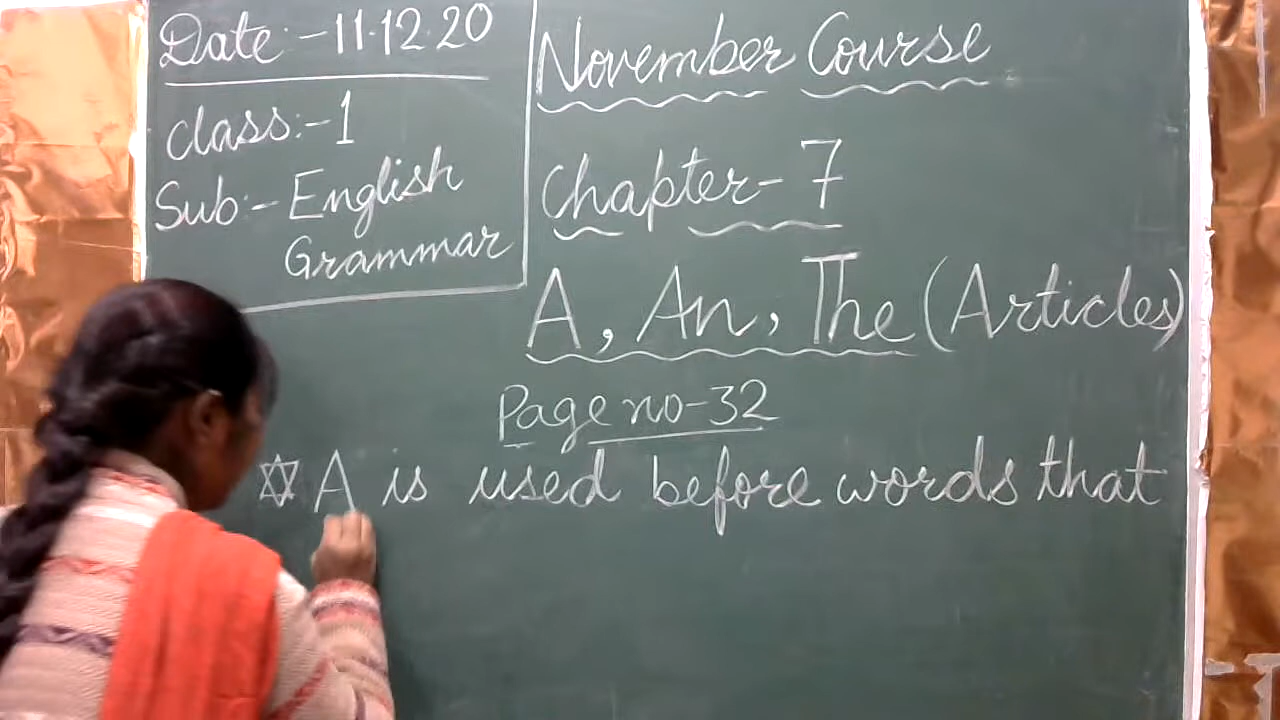 Date:-11.12.20
class:-1
Sub:-English
Grammar
November Course
Chapter-7
A, An, The (Articles)
Page no-32
✡ A is used before words that